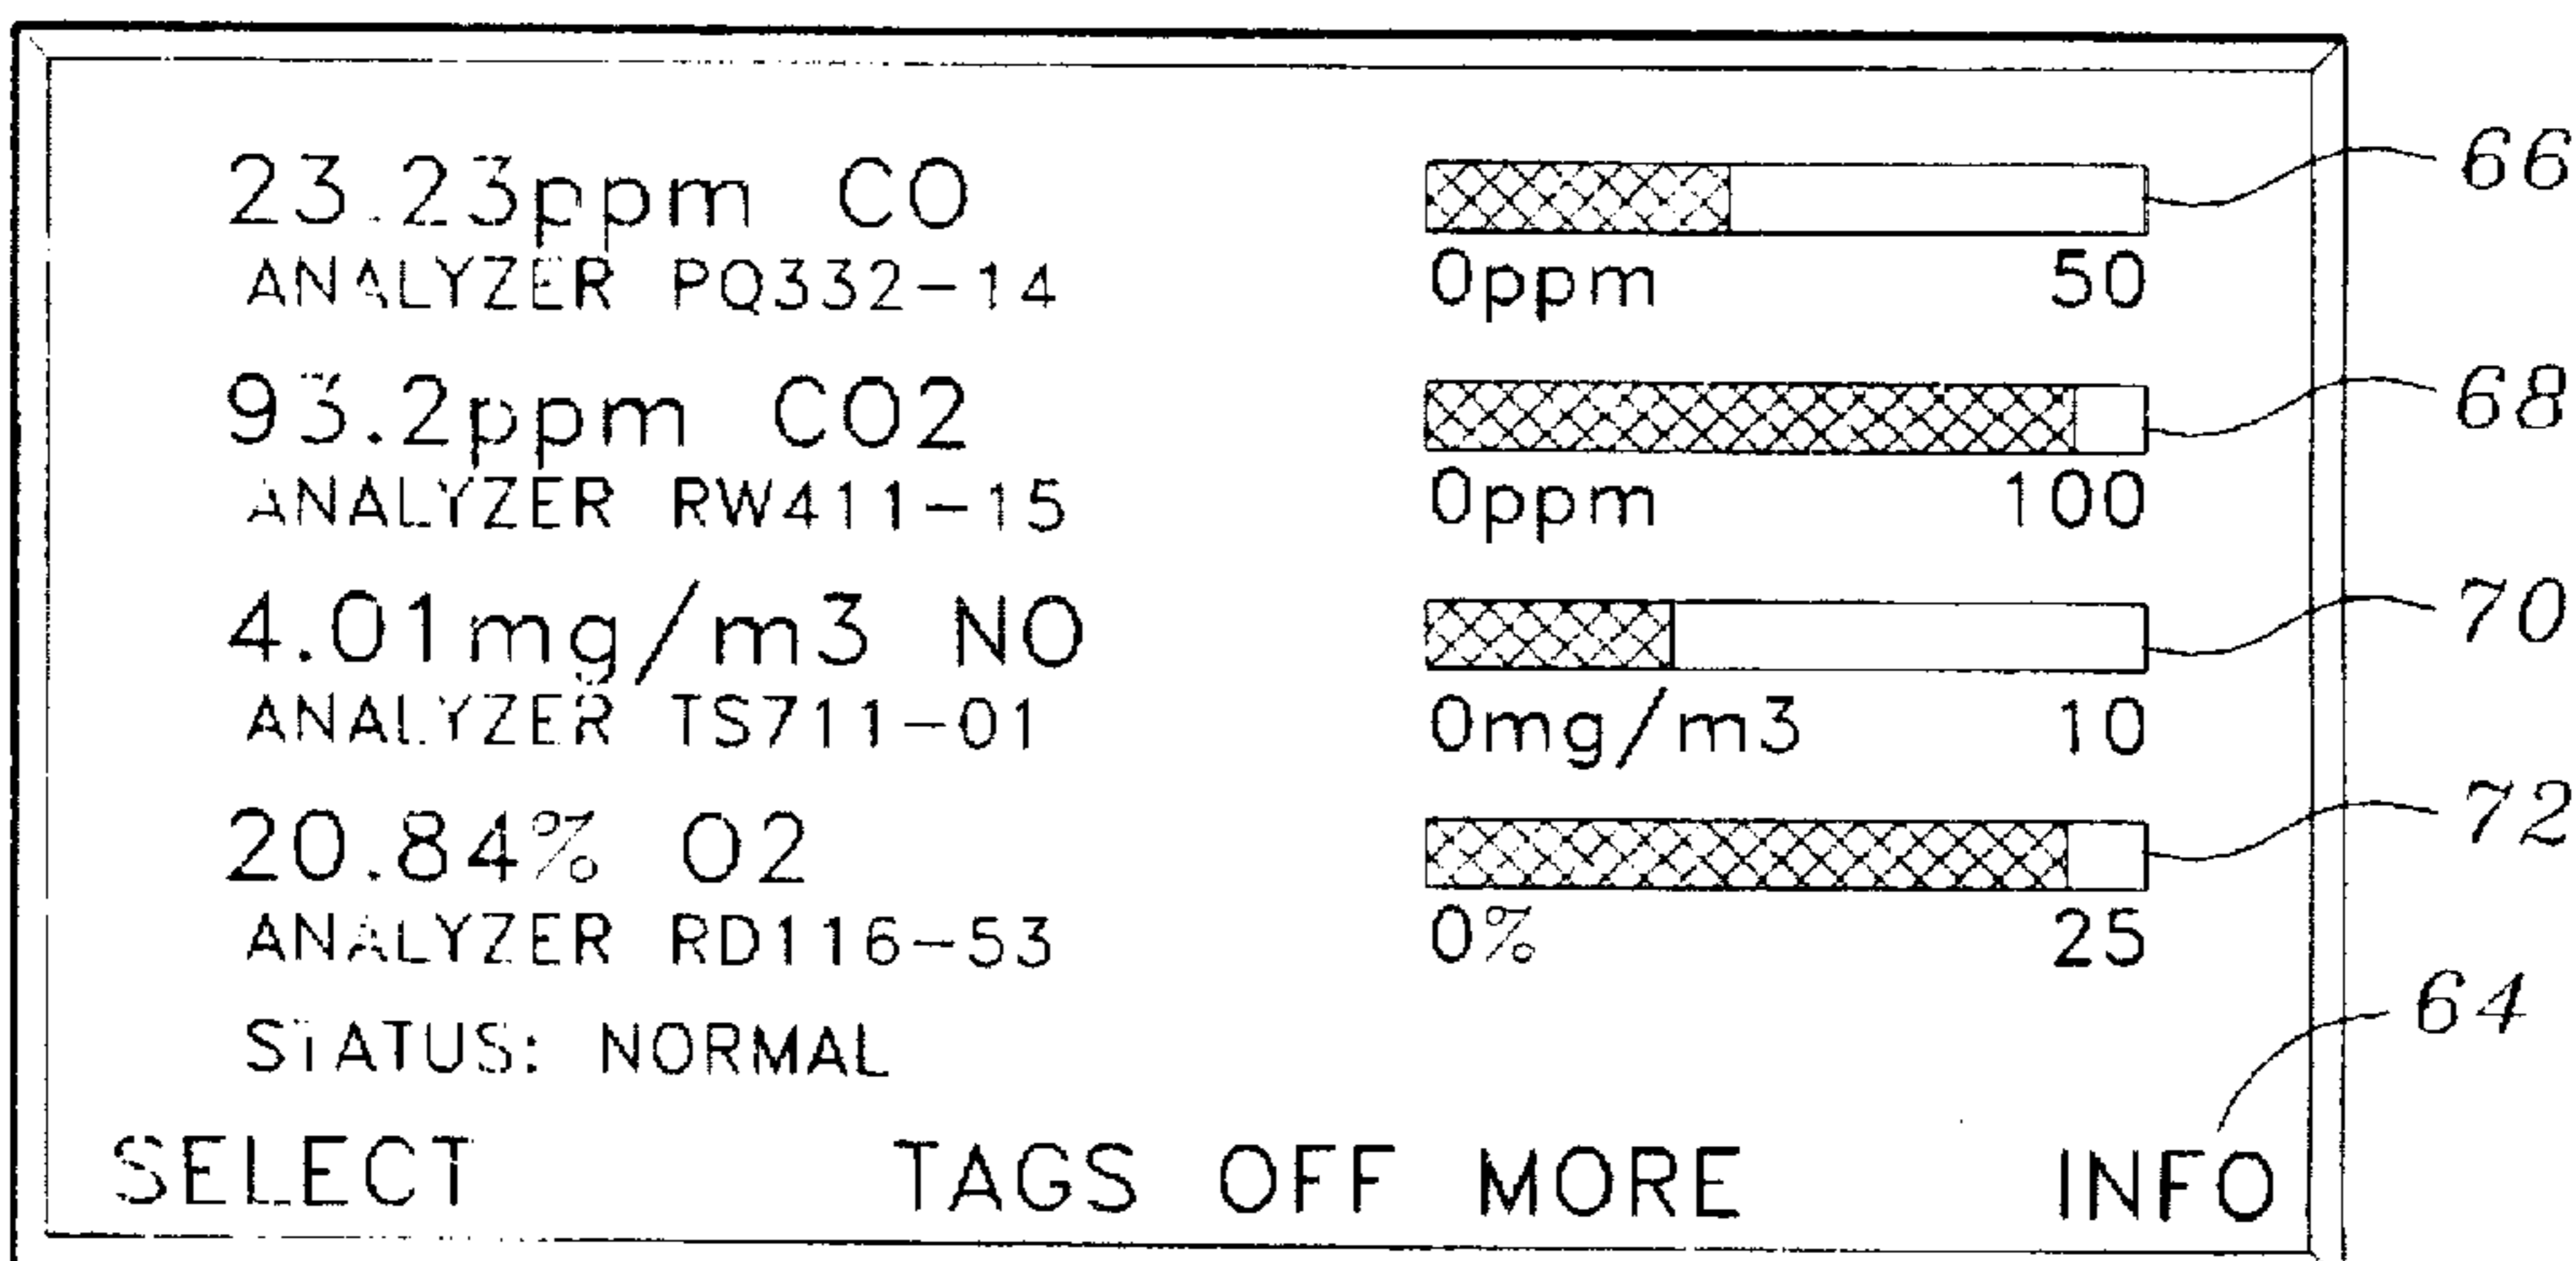 23.23ppm CO
66
ANALYZER PQ332-14
0ppm 50
93.2ppm CO2
68
ANALYZER RW411-15
0ppm 100
4.01mg/m3 NO
70
ANALYZER TS711-01
0mg/m3 10
20.84% O2
72
ANALYZER RD116-53
0% 25
64
STATUS: NORMAL
SELECT TAGS OFF MORE INFO